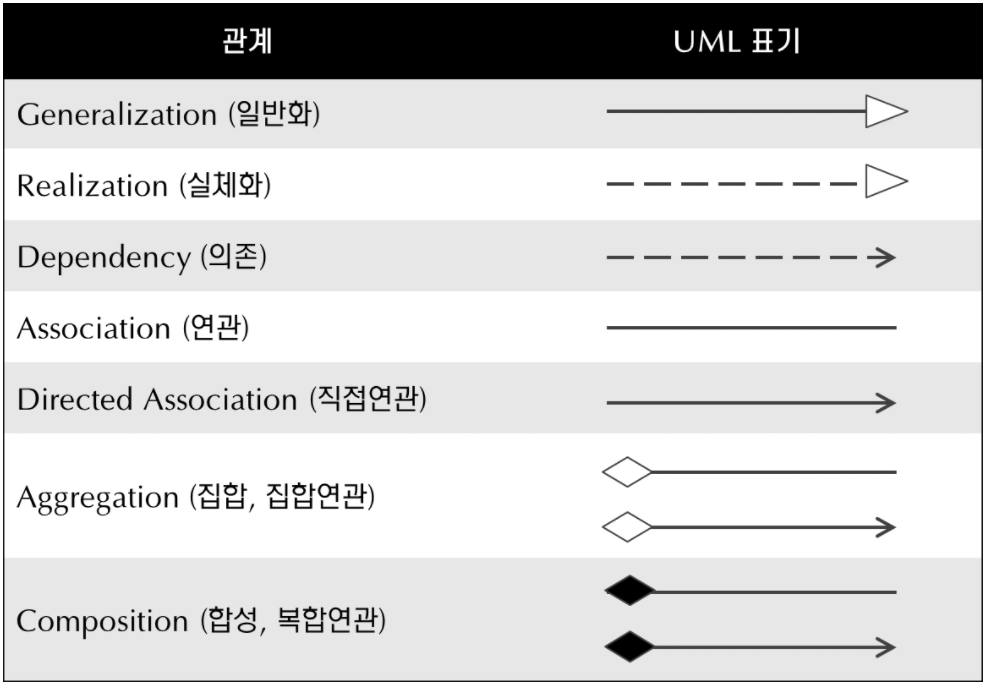 관계
UML 표기
Generalization (일반화)
Realization (실체화)
Dependency (의존)
Association (연관)
Directed Association (직접연관)
Aggregation (집합, 집합연관)
Composition (합성, 복합연관)